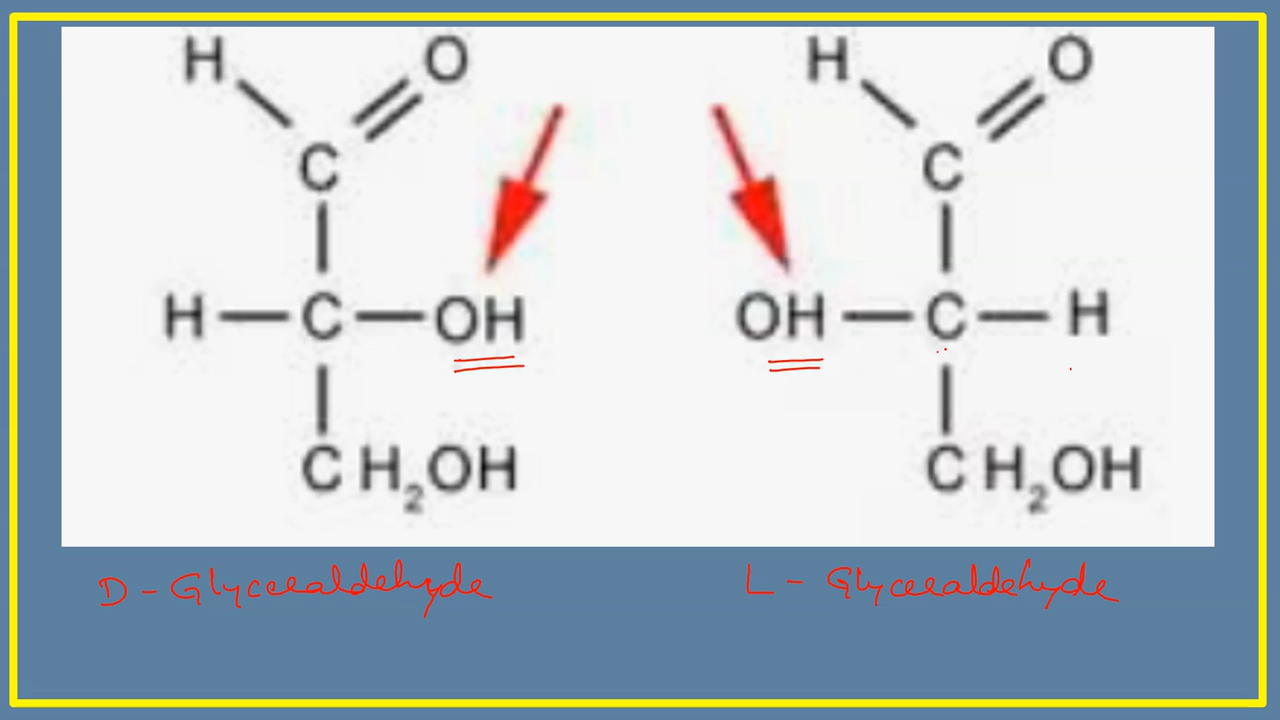 H O H O
C C
H—C—OH OH—C—H
CH₂OH CH₂OH
D - Glyceraldehyde L - Glyceraldehyde